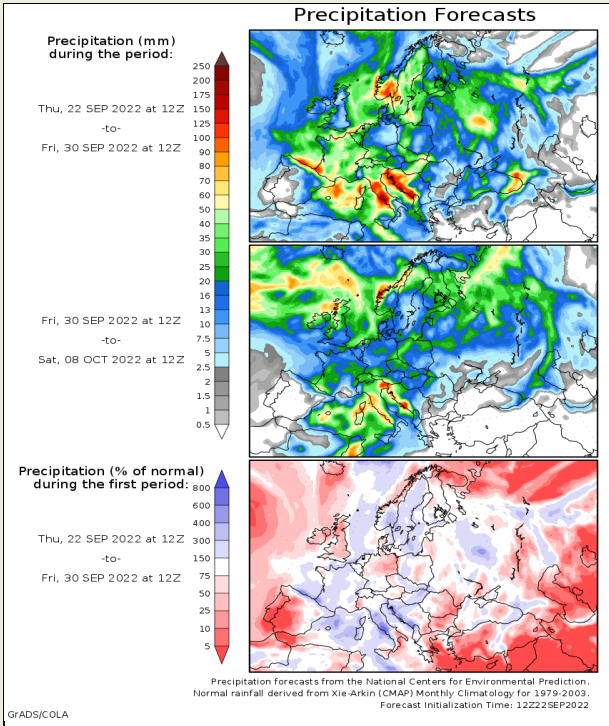 Precipitation Forecasts
Precipitation (mm)
during the period:
250
200
175
150
125
100
90
80
70
60
50
40
35
30
25
20
16
13
10
7.5
5
2.5
2
1.5
1
0.5
Thu, 22 SEP 2022 at 12Z
-to-
Fri, 30 SEP 2022 at 12Z
Fri, 30 SEP 2022 at 12Z
-to-
Sat, 08 OCT 2022 at 12Z
Precipitation (% of normal)
during the first period:
800
600
400
300
150
75
50
25
10
5
Thu, 22 SEP 2022 at 12Z
-to-
Fri, 30 SEP 2022 at 12Z
Precipitation forecasts from the National Centers for Environmental Prediction.
Normal rainfall derived from Xie-Arkin (CMAP) Monthly Climatology for 1979-2003.
Forecast Initialization Time: 12Z22SEP2022
GrADS/COLA